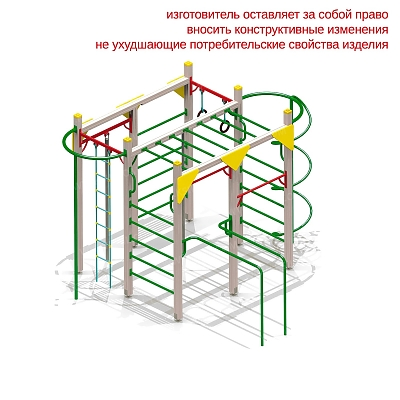 изготовитель оставляет за собой право
вносить конструктивные изменения
не ухудшающие потребительские свойства изделия